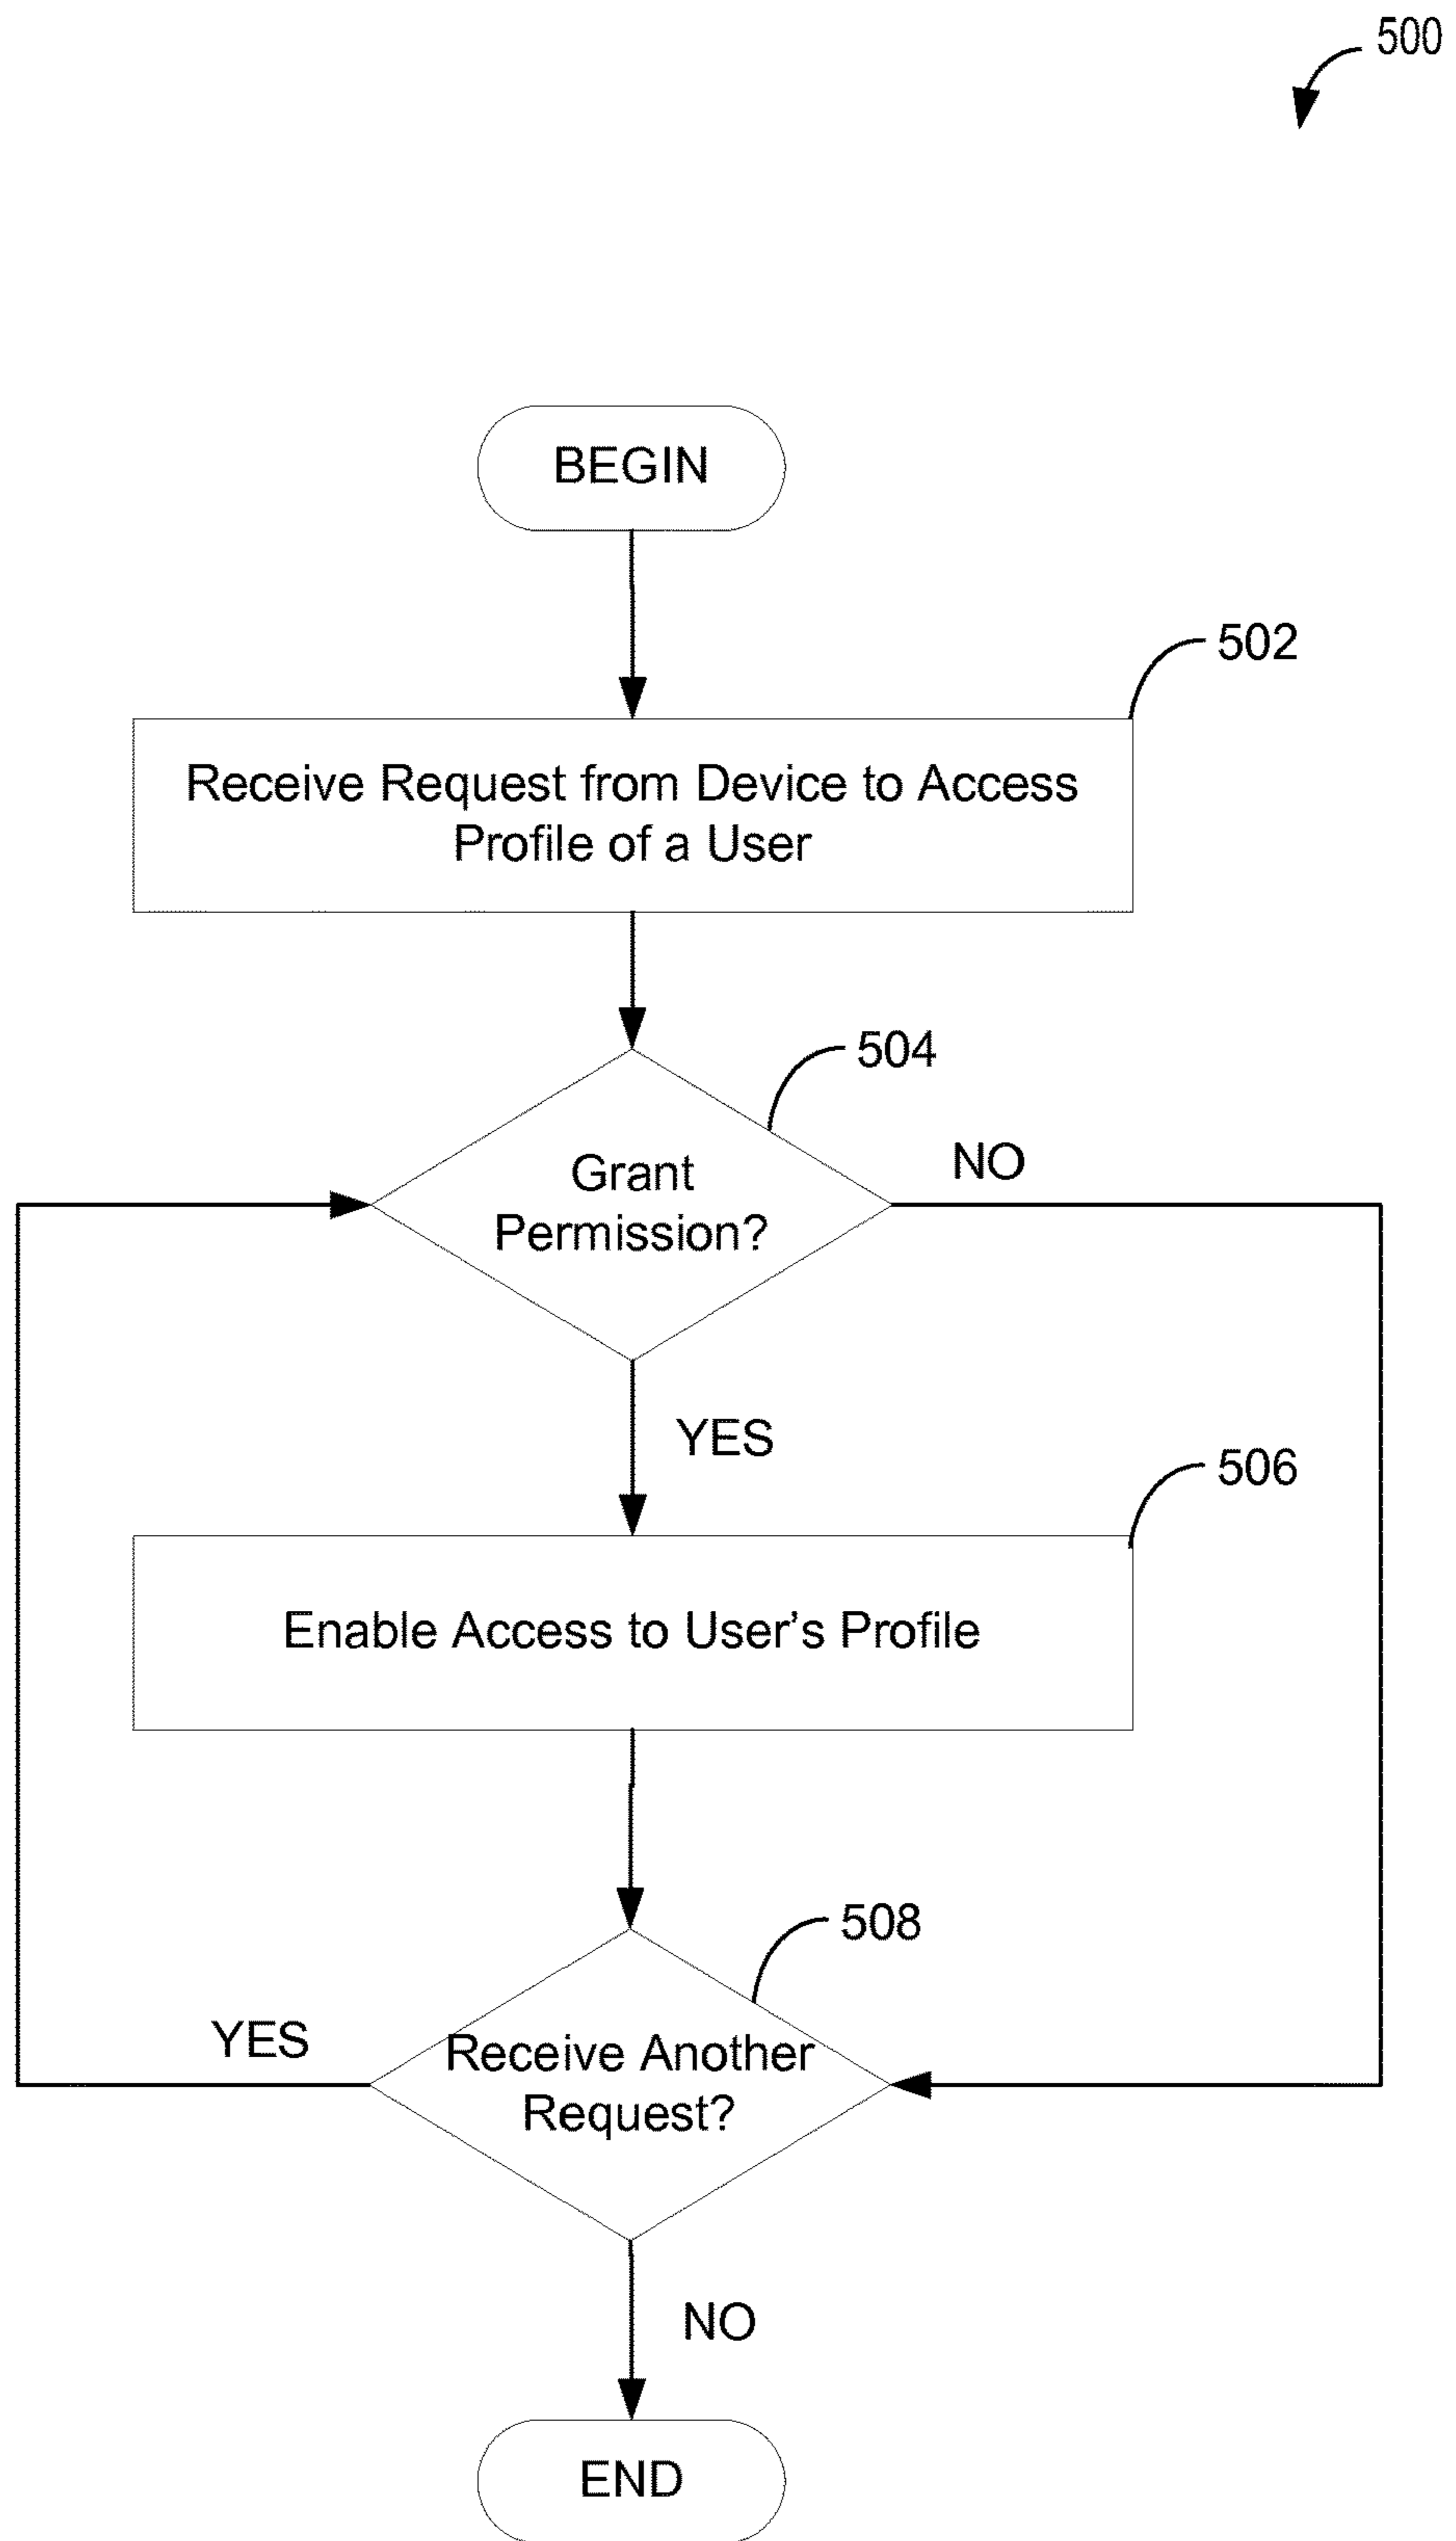 500
BEGIN
502
Receive Request from Device to Access
Profile of a User
504
Grant
Permission?
NO
YES
506
Enable Access to User’s Profile
508
YES
Receive Another
Request?
NO
END